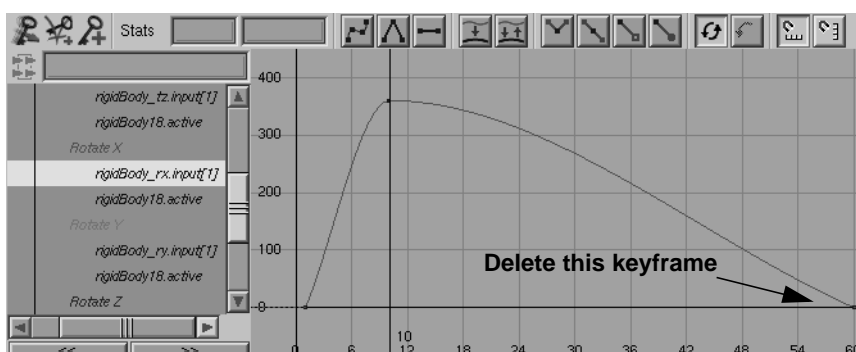 Stats
400
rigidBody_tz.input[1]
rigidBody18.active
300
Rotate X
rigidBody_rx.input[1]
rigidBody18.active
200
Rotate Y
rigidBody_ry.input[1]
100
rigidBody18.active
Delete this keyframe
Rotate Z
0
10
<< >>
0 6 12 18 24 30 36 42 48 54 60